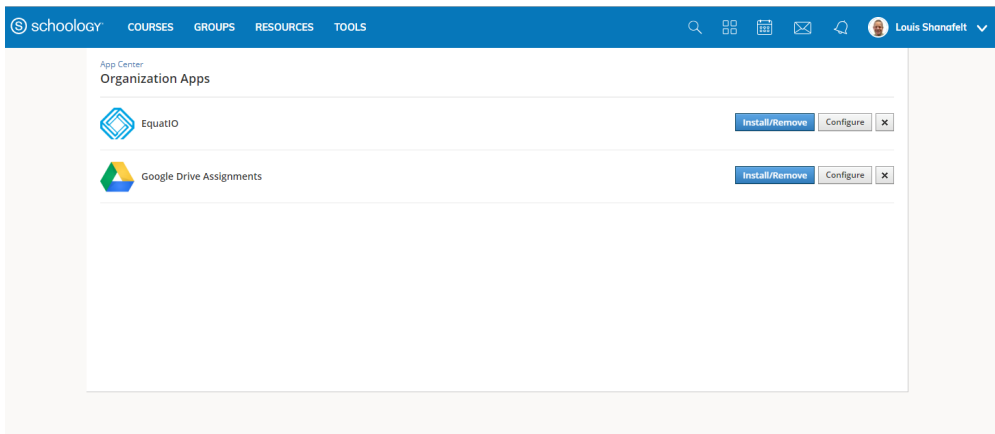 S schoology COURSES GROUPS RESOURCES TOOLS Louis Shanafelt
App Center
Organization Apps
EquatIO Install/Remove Configure x
Google Drive Assignments Install/Remove Configure x